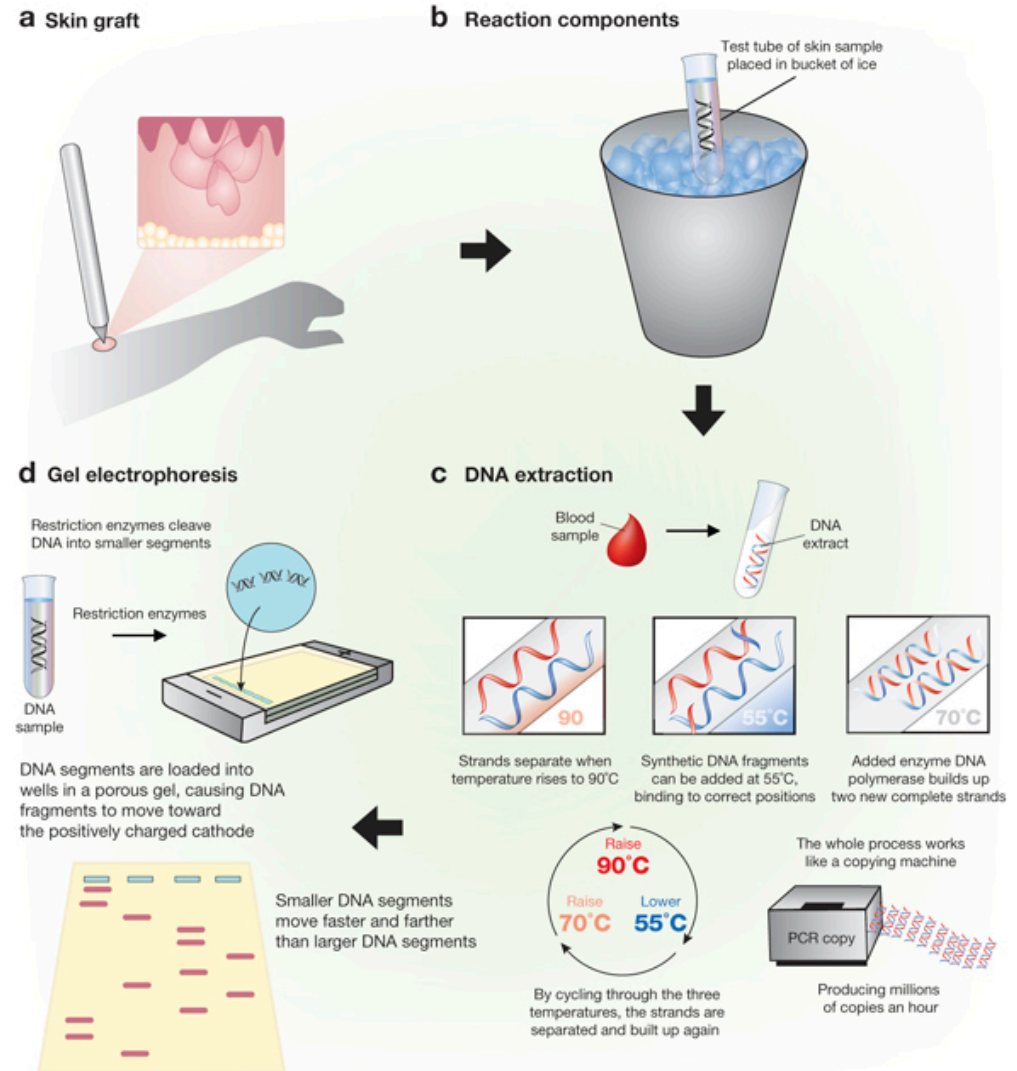 a Skin graft
b Reaction components
Test tube of skin sample
placed in bucket of ice
c DNA extraction
Blood
sample
DNA
extract
90
55°C
70°C
Strands separate when
temperature rises to 90°C
Synthetic DNA fragments
can be added at 55°C,
binding to correct positions
Added enzyme DNA
polymerase builds up
two new complete strands
Raise
90°C
Raise
70°C
Lower
55°C
By cycling through the three
temperatures, the strands are
separated and built up again
The whole process works
like a copying machine
PCR copy
Producing millions
of copies an hour
d Gel electrophoresis
Restriction enzymes cleave
DNA into smaller segments
Restriction enzymes
DNA
sample
–
+
DNA segments are loaded into
wells in a porous gel, causing DNA
fragments to move toward
the positively charged cathode
Smaller DNA segments
move faster and farther
than larger DNA segments